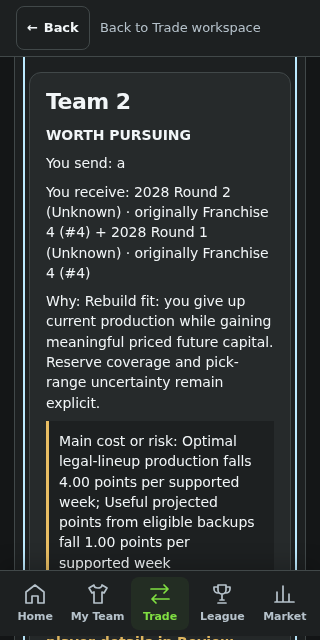 ← Back
Back to Trade workspace
Team 2
WORTH PURSUING
You send: a
You receive: 2028 Round 2
(Unknown) · originally Franchise
4 (#4) + 2028 Round 1
(Unknown) · originally Franchise
4 (#4)
Why: Rebuild fit: you give up
current production while gaining
meaningful priced future capital.
Reserve coverage and pick-
range uncertainty remain
explicit.
Main cost or risk: Optimal
legal-lineup production falls
4.00 points per supported
week; Useful projected
points from eligible backups
fall 1.00 points per
supported week
Home
My Team
Trade
League
Market
player details in Review